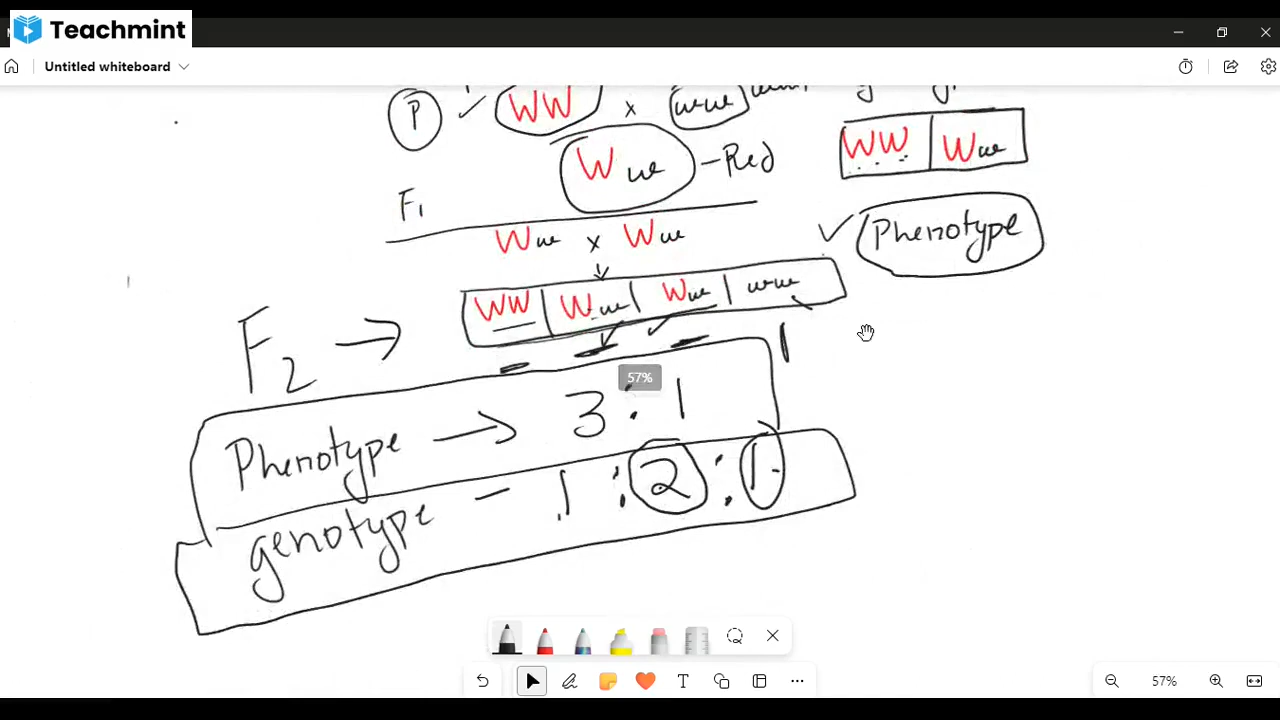 Teachmint
Untitled whiteboard
P WW x ww
WW Ww
Ww - Red
F1
Ww x Ww
Phenotype
F2 → WW Ww Ww ww
57%
Phenotype → 3:1
genotype - 1:2:1
57%